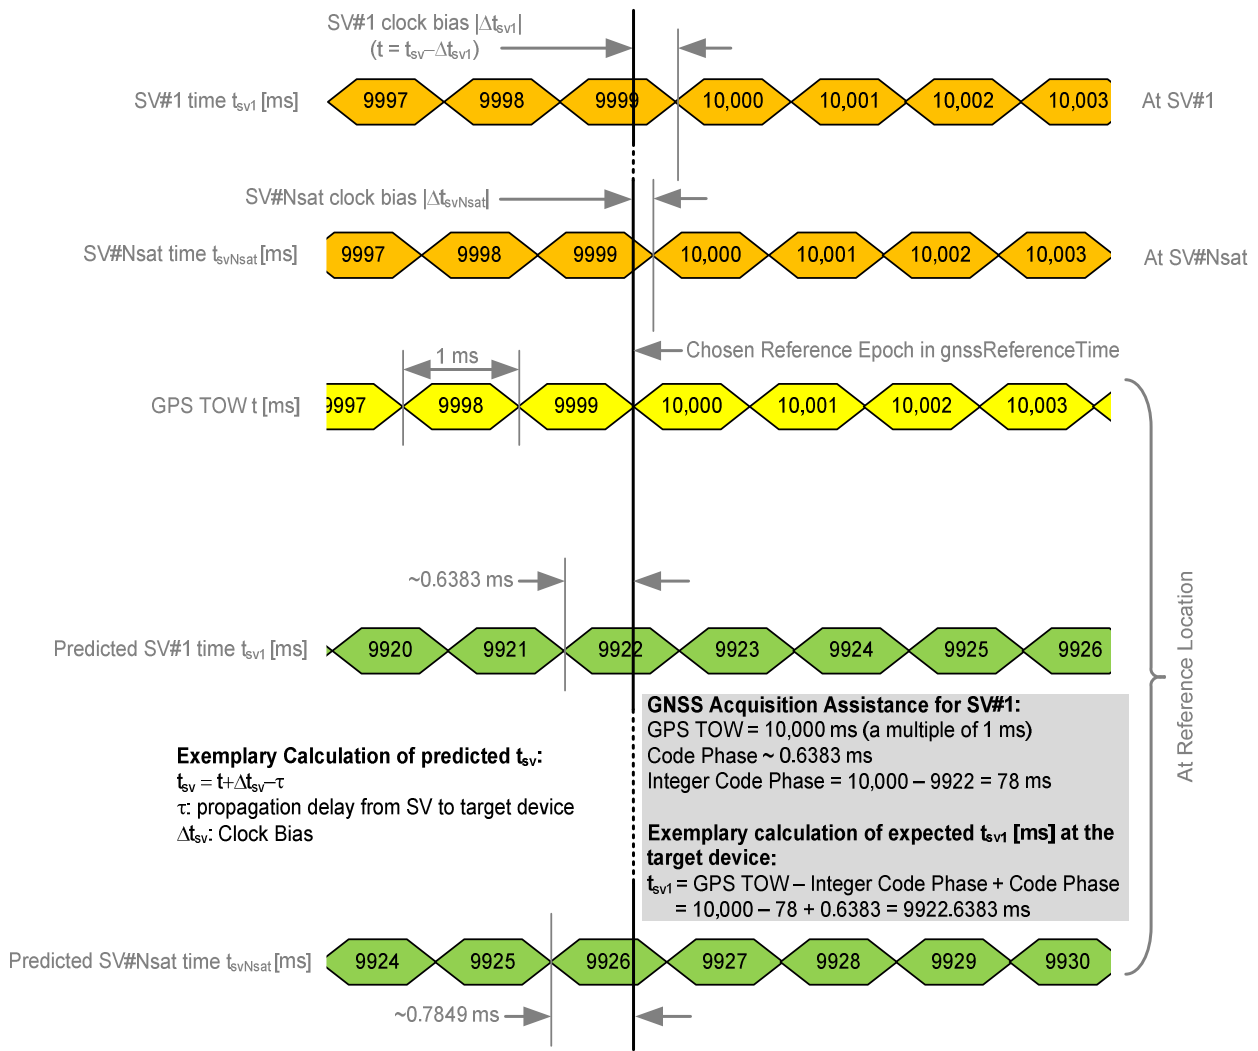 SV#1 clock bias |Δtsv1|
(t = tsv–Δtsv1)
SV#1 time tsv1 [ms]
9997 9998 9999 10,000 10,001 10,002 10,003
At SV#1
SV#Nsat clock bias |ΔtsvNsat|
SV#Nsat time tsvNsat [ms]
9997 9998 9999 10,000 10,001 10,002 10,003
At SV#Nsat
Chosen Reference Epoch in gnssReferenceTime
1 ms
GPS TOW t [ms]
9997 9998 9999 10,000 10,001 10,002 10,003
~0.6383 ms
Predicted SV#1 time tsv1 [ms]
9920 9921 9922 9923 9924 9925 9926
At Reference Location
GNSS Acquisition Assistance for SV#1:
GPS TOW = 10,000 ms (a multiple of 1 ms)
Code Phase ~ 0.6383 ms
Integer Code Phase = 10,000 – 9922 = 78 ms
Exemplary calculation of expected tsv1 [ms] at the
target device:
tsv1 = GPS TOW – Integer Code Phase + Code Phase
= 10,000 – 78 + 0.6383 = 9922.6383 ms
Exemplary Calculation of predicted tsv:
tsv = t+Δtsv–τ
τ: propagation delay from SV to target device
Δtsv: Clock Bias
Predicted SV#Nsat time tsvNsat [ms]
9924 9925 9926 9927 9928 9929 9930
~0.7849 ms